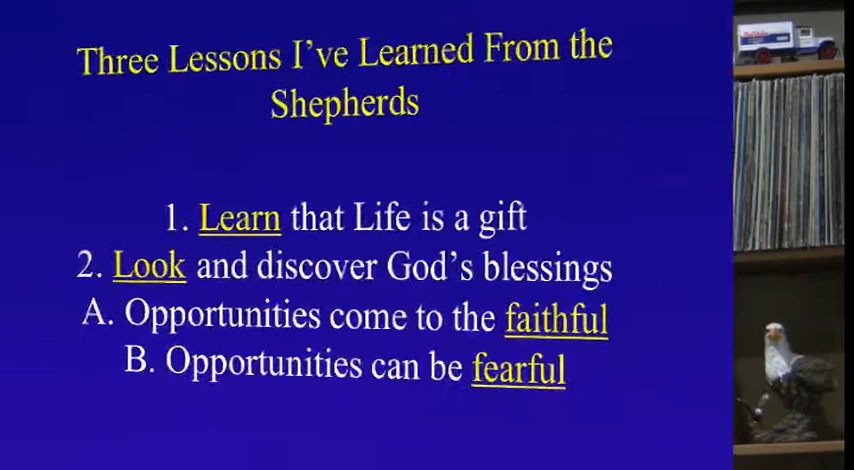 Three Lessons I've Learned From the
Shepherds
1. Learn that Life is a gift
2. Look and discover God's blessings
A. Opportunities come to the faithful
B. Opportunities can be fearful